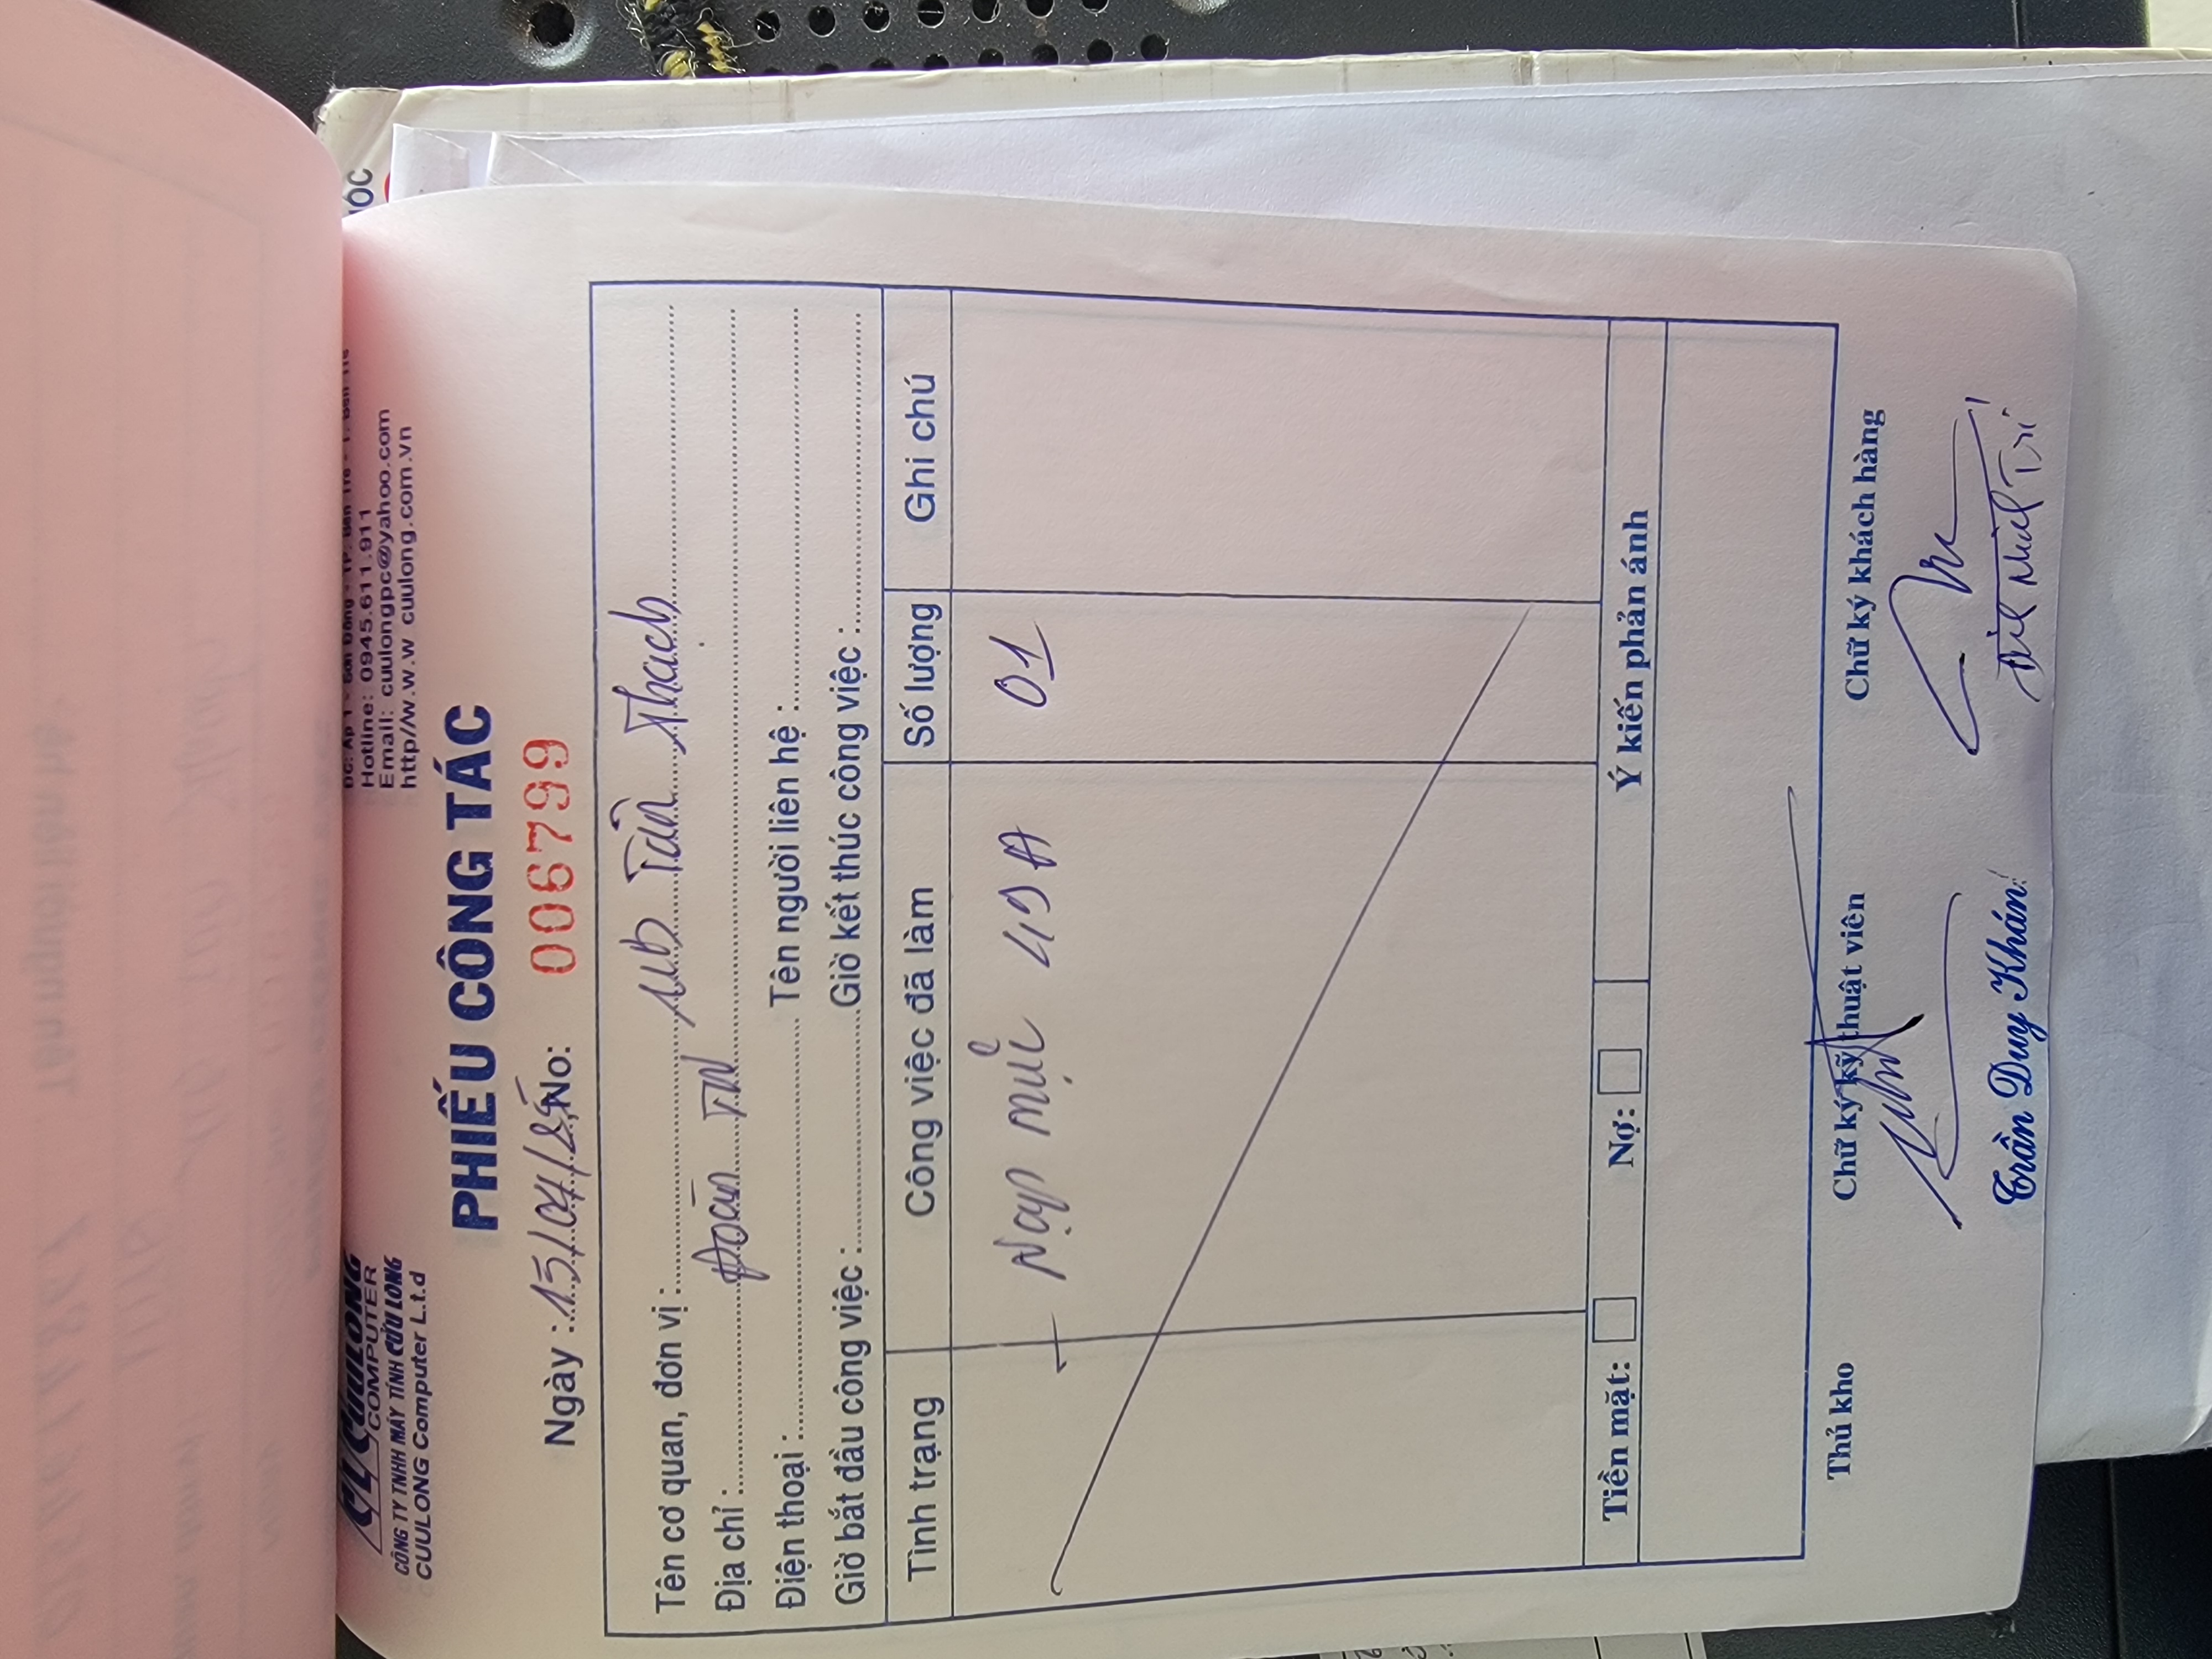 CỬULONG
COMPUTER
CÔNG TY TNHH MÁY TÍNH CỬU LONG
CUULONG Computer L.t.d
Hotline: 0945.611.911
Email: cuulongpc@yahoo.com
http//w.w.w cuulong.com.vn
PHIẾU CÔNG TÁC
Ngày : 15/04/25 No: 006799
Tên cơ quan, đơn vị : UB Tân Thạch
Địa chỉ : Đoàn TN
Điện thoại : Tên người liên hệ :
Giờ bắt đầu công việc : Giờ kết thúc công việc :
Tình trạng Công việc đã làm Số lượng Ghi chú
+ Nạp mực 49A 01
Tiền mặt: Nợ: Ý kiến phản ánh
Thủ kho Chữ ký kỹ thuật viên Chữ ký khách hàng
Trần Duy Khán